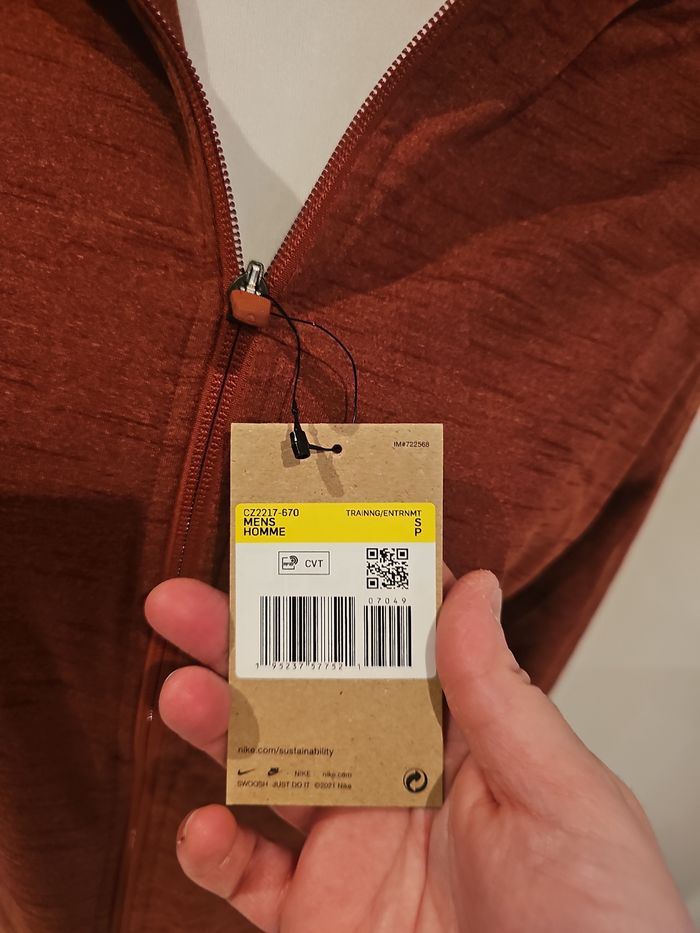 IM#722568
CZ2217-670 TRAINNG/ENTRNMT
MENS S
HOMME P
CVT
07049
1 95237 57752 1
nike.com/sustainability
NIKE nike.com
SWOOSH JUST DO IT ©2021 Nike